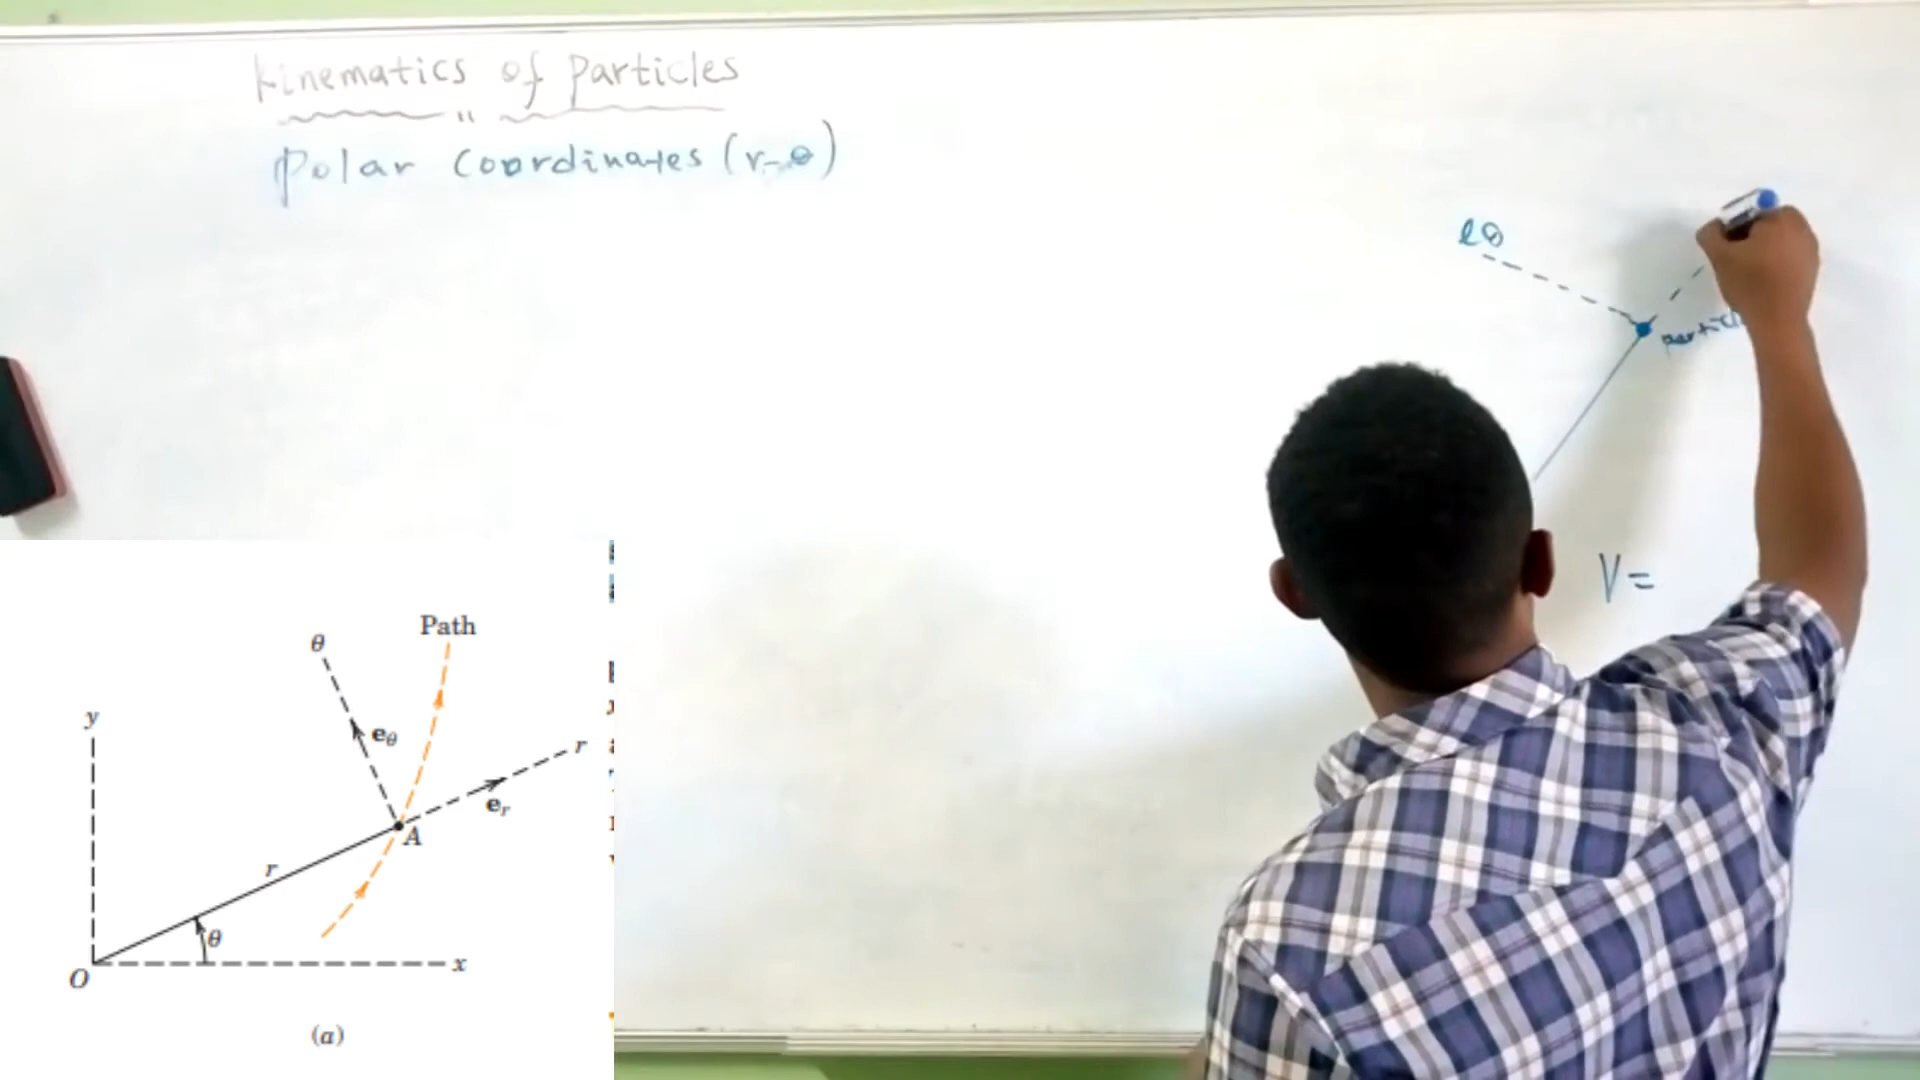 Kinematics of Particles
"
Polar Coordinates (r-θ)
eθ
particle
V=
Path
θ
y
eθ
r
er
A
r
θ
x
O
(a)